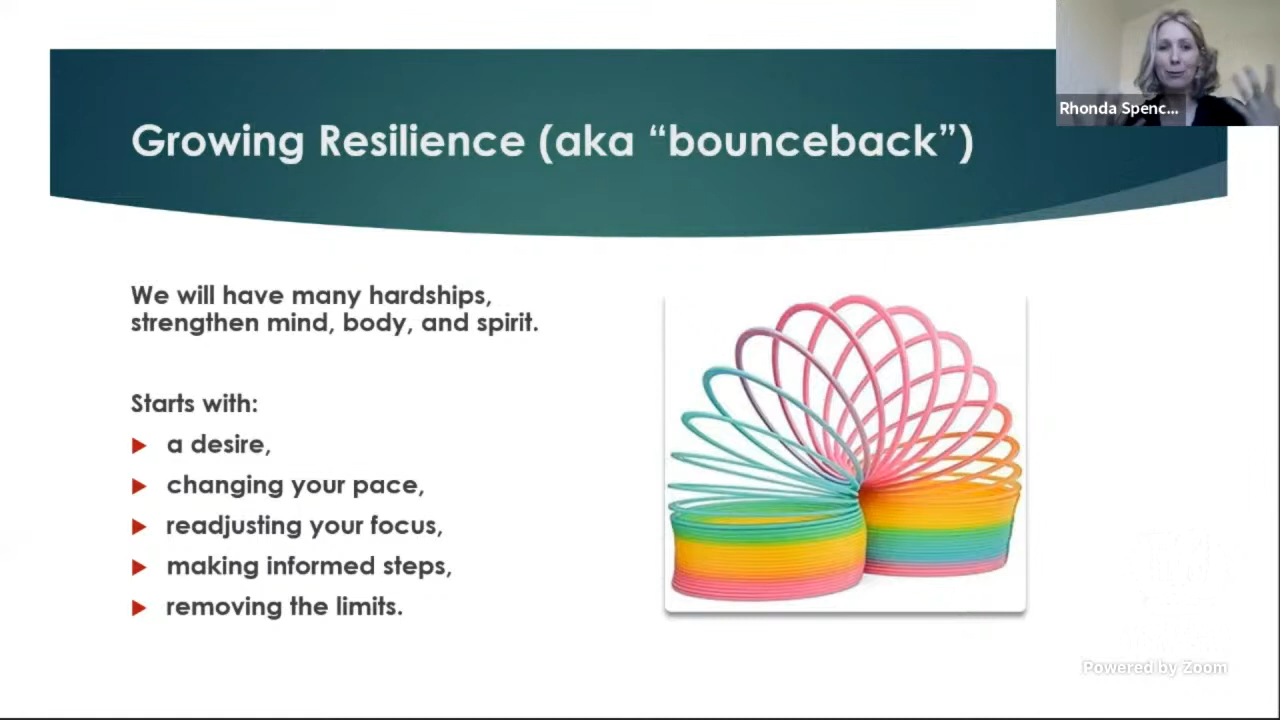 Growing Resilience (aka “bounceback”)
Rhonda Spenc...
We will have many hardships,
strengthen mind, body, and spirit.
Starts with:
a desire,
changing your pace,
readjusting your focus,
making informed steps,
removing the limits.
Powered by Zoom